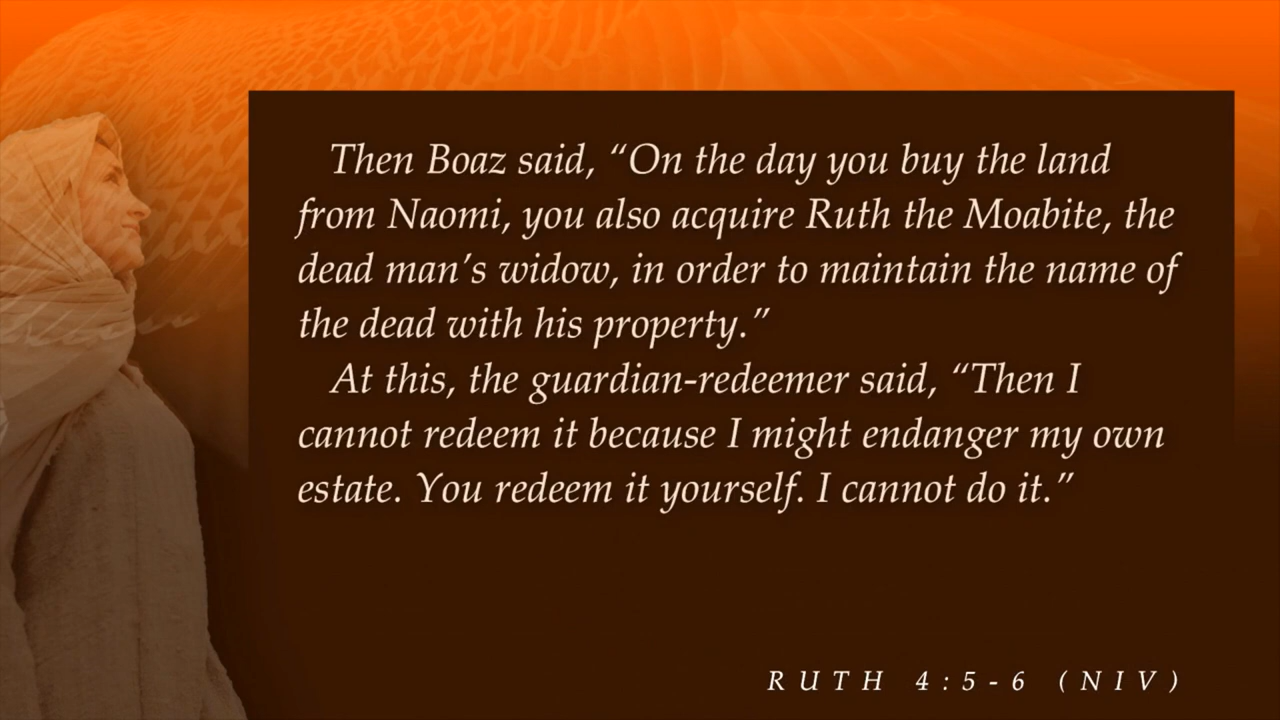 Then Boaz said, “On the day you buy the land
from Naomi, you also acquire Ruth the Moabite, the
dead man’s widow, in order to maintain the name of
the dead with his property.”
At this, the guardian-redeemer said, “Then I
cannot redeem it because I might endanger my own
estate. You redeem it yourself. I cannot do it.”
RUTH 4:5-6 (NIV)